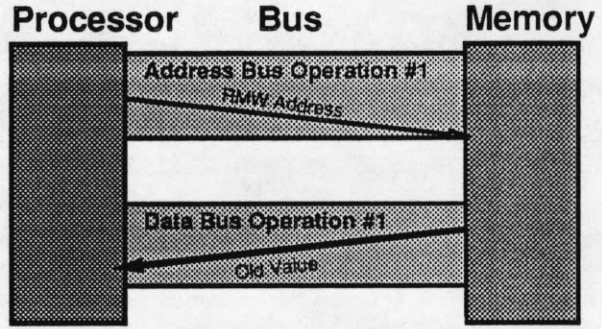 Processor Bus Memory
Address Bus Operation #1
RMW Address
Data Bus Operation #1
Old Value